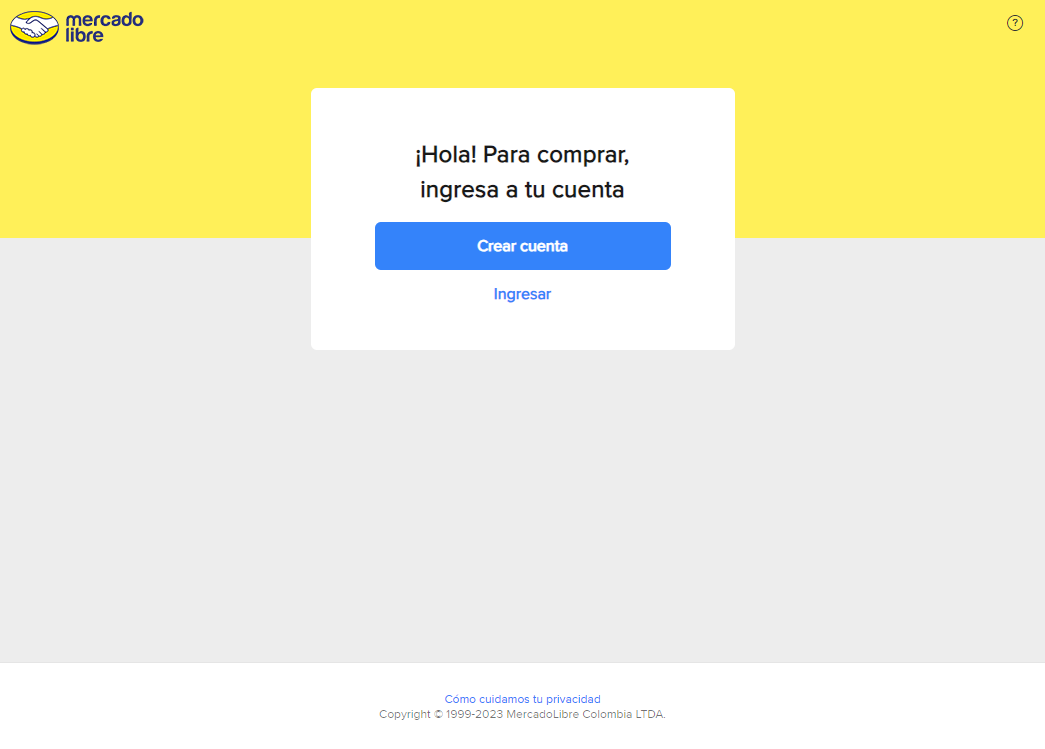 mercado
libre
?
¡Hola! Para comprar,
ingresa a tu cuenta
Crear cuenta
Ingresar
Cómo cuidamos tu privacidad
Copyright © 1999-2023 MercadoLibre Colombia LTDA.